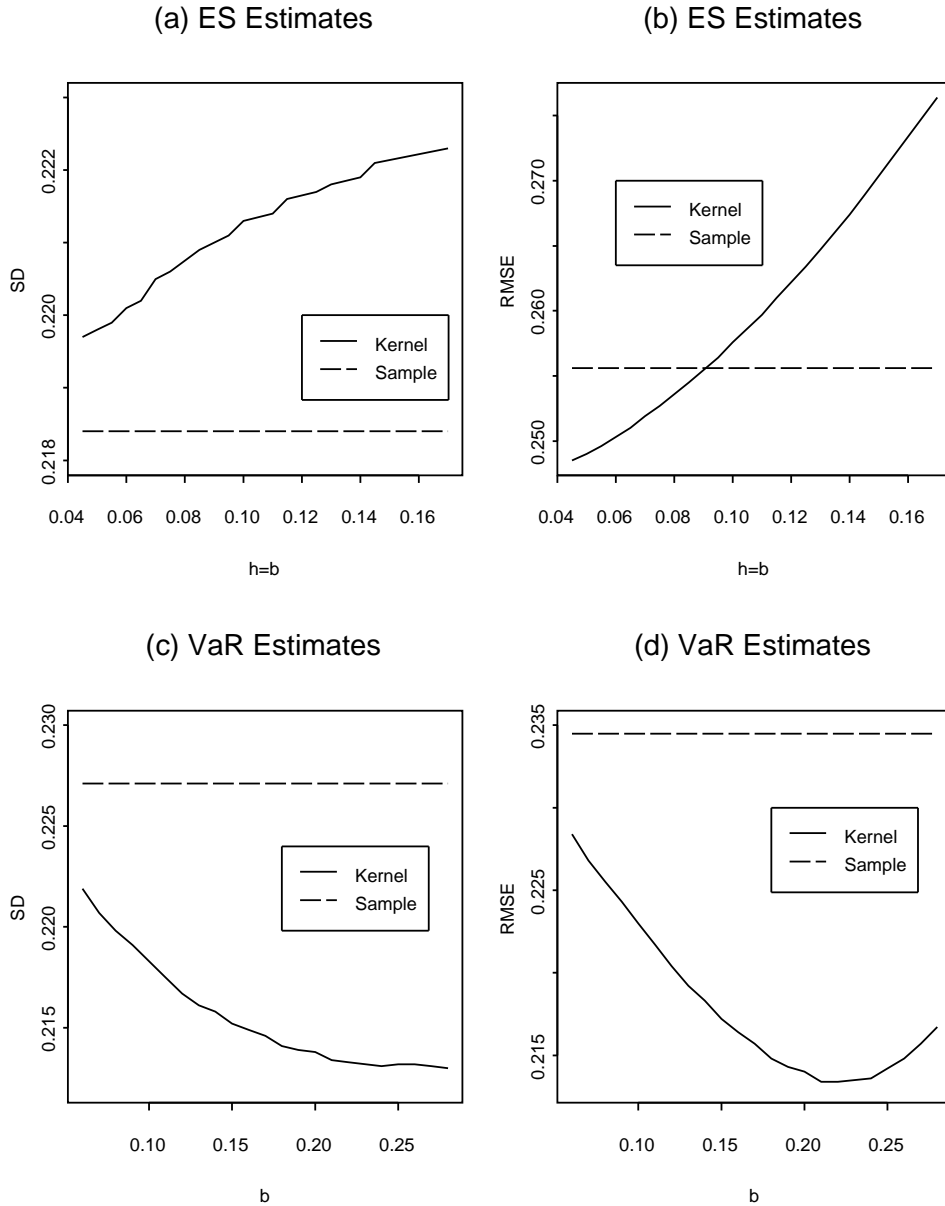 (a) ES Estimates
SD
0.218
0.220
0.222
Kernel
Sample
0.04 0.06 0.08 0.10 0.12 0.14 0.16
h=b
(b) ES Estimates
RMSE
0.250
0.260
0.270
Kernel
Sample
0.04 0.06 0.08 0.10 0.12 0.14 0.16
h=b
(c) VaR Estimates
SD
0.215
0.220
0.225
0.230
Kernel
Sample
0.10 0.15 0.20 0.25
b
(d) VaR Estimates
RMSE
0.215
0.225
0.235
Kernel
Sample
0.10 0.15 0.20 0.25
b